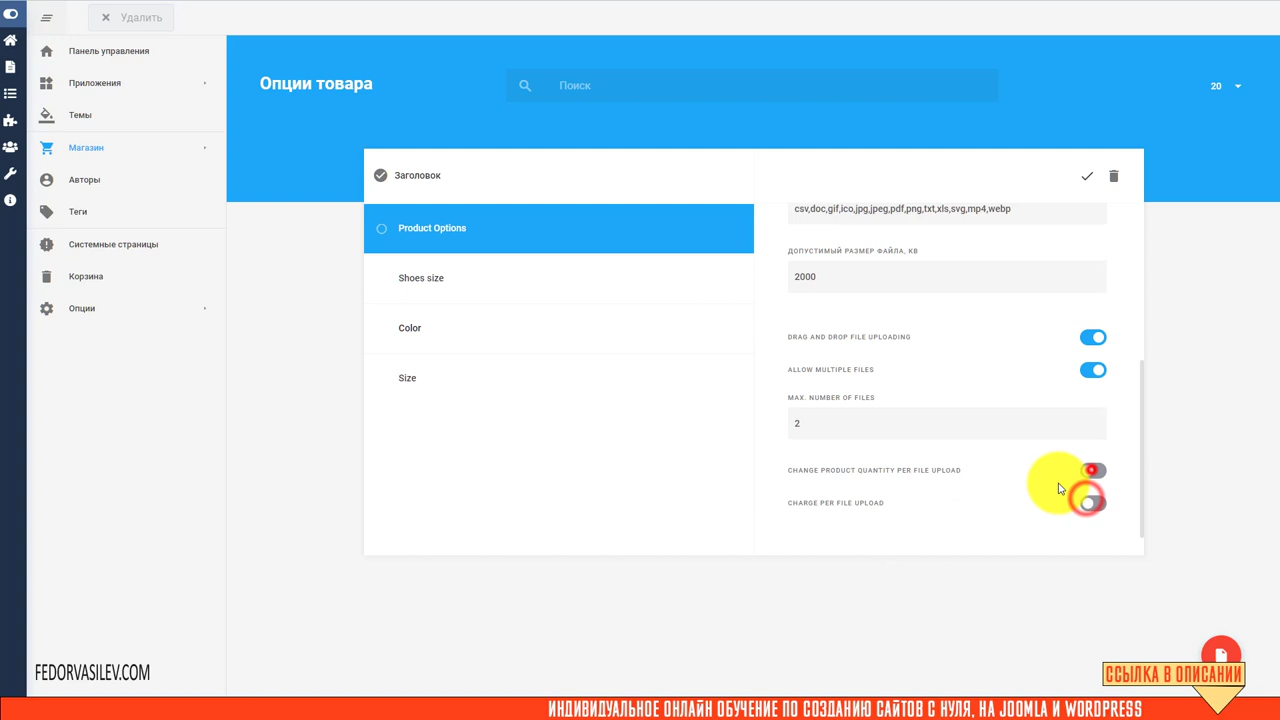 Удалить
Панель управления
Приложения
Темы
Магазин
Авторы
Теги
Системные страницы
Корзина
Опции
Опции товара
Поиск
20
Заголовок
Product Options
Shoes size
Color
Size
csv,doc,gif,ico,jpg,jpeg,pdf,png,txt,xls,svg,mp4,webp
ДОПУСТИМЫЙ РАЗМЕР ФАЙЛА, КВ
2000
DRAG AND DROP FILE UPLOADING
ALLOW MULTIPLE FILES
MAX. NUMBER OF FILES
2
CHANGE PRODUCT QUANTITY PER FILE UPLOAD
CHARGE PER FILE UPLOAD
FEDORVASILEV.COM
ССЫЛКА В ОПИСАНИИ
ИНДИВИДУАЛЬНОЕ ОНЛАЙН ОБУЧЕНИЕ ПО СОЗДАНИЮ САЙТОВ С НУЛЯ, НА JOOMLA И WORDPRESS